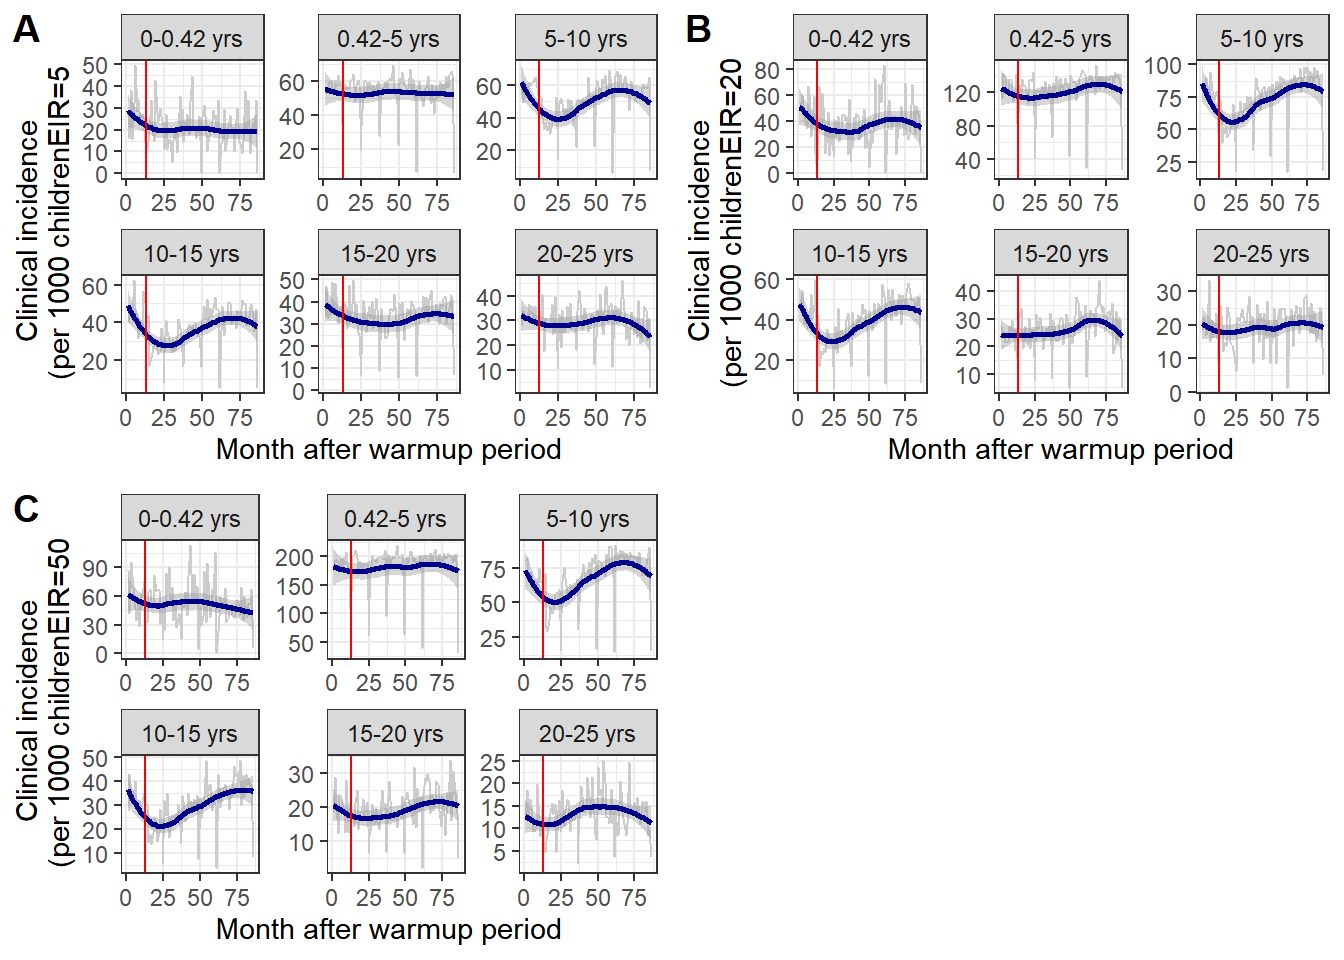 A
Clinical incidence
(per 1000 childrenEIR=5
0-0.42 yrs
0.42-5 yrs
5-10 yrs
50
40
30
20
10
0
60
40
20
60
40
20
0 25 50 75
0 25 50 75
0 25 50 75
10-15 yrs
15-20 yrs
20-25 yrs
60
40
20
50
40
30
20
10
0
40
30
20
10
0 25 50 75
0 25 50 75
0 25 50 75
Month after warmup period
B
Clinical incidence
(per 1000 childrenEIR=20
0-0.42 yrs
0.42-5 yrs
5-10 yrs
80
60
40
20
0
120
80
40
100
75
50
25
0 25 50 75
0 25 50 75
0 25 50 75
10-15 yrs
15-20 yrs
20-25 yrs
60
40
20
40
30
20
10
30
20
10
0
0 25 50 75
0 25 50 75
0 25 50 75
Month after warmup period
C
Clinical incidence
(per 1000 childrenEIR=50
0-0.42 yrs
0.42-5 yrs
5-10 yrs
90
60
30
0
200
150
100
50
75
50
25
0 25 50 75
0 25 50 75
0 25 50 75
10-15 yrs
15-20 yrs
20-25 yrs
50
40
30
20
10
30
20
10
25
20
15
10
5
0 25 50 75
0 25 50 75
0 25 50 75
Month after warmup period